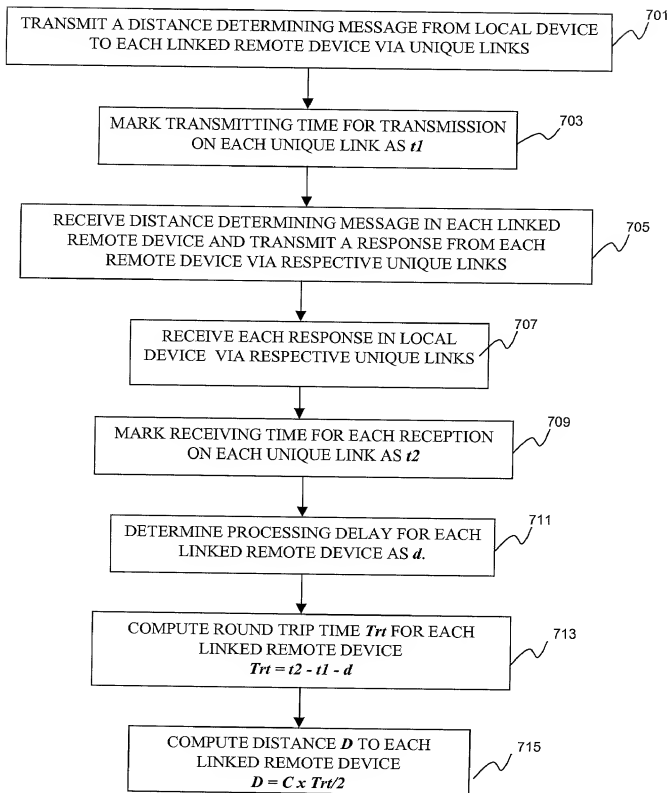 TRANSMIT A DISTANCE DETERMINING MESSAGE FROM LOCAL DEVICE
TO EACH LINKED REMOTE DEVICE VIA UNIQUE LINKS
701
MARK TRANSMITTING TIME FOR TRANSMISSION
ON EACH UNIQUE LINK AS t1
703
RECEIVE DISTANCE DETERMINING MESSAGE IN EACH LINKED
REMOTE DEVICE AND TRANSMIT A RESPONSE FROM EACH
REMOTE DEVICE VIA RESPECTIVE UNIQUE LINKS
705
RECEIVE EACH RESPONSE IN LOCAL
DEVICE VIA RESPECTIVE UNIQUE LINKS
707
MARK RECEIVING TIME FOR EACH RECEPTION
ON EACH UNIQUE LINK AS t2
709
DETERMINE PROCESSING DELAY FOR EACH
LINKED REMOTE DEVICE AS d.
711
COMPUTE ROUND TRIP TIME Trt FOR EACH
LINKED REMOTE DEVICE
Trt = t2 - t1 - d
713
COMPUTE DISTANCE D TO EACH
LINKED REMOTE DEVICE
D = C x Trt/2
715